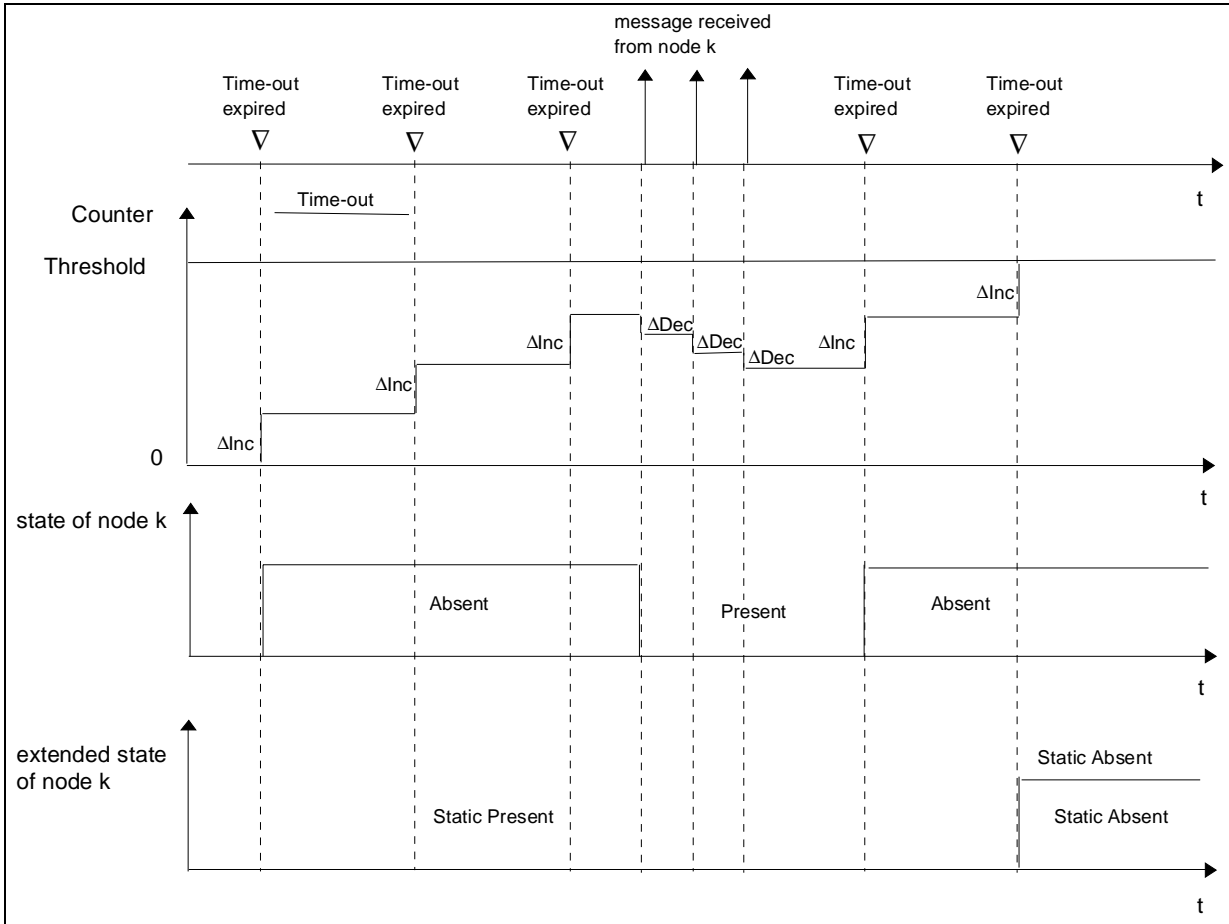 message received
from node k
Time-out
expired
Time-out
expired
Time-out
expired
Time-out
expired
Time-out
expired
∇
∇
∇
∇
∇
t
Time-out
Counter
Threshold
ΔInc
ΔDec
ΔInc
ΔDec
ΔInc
ΔDec
ΔInc
ΔInc
0
t
state of node k
Absent
Present
Absent
t
extended state
of node k
Static Absent
Static Present
Static Absent
t